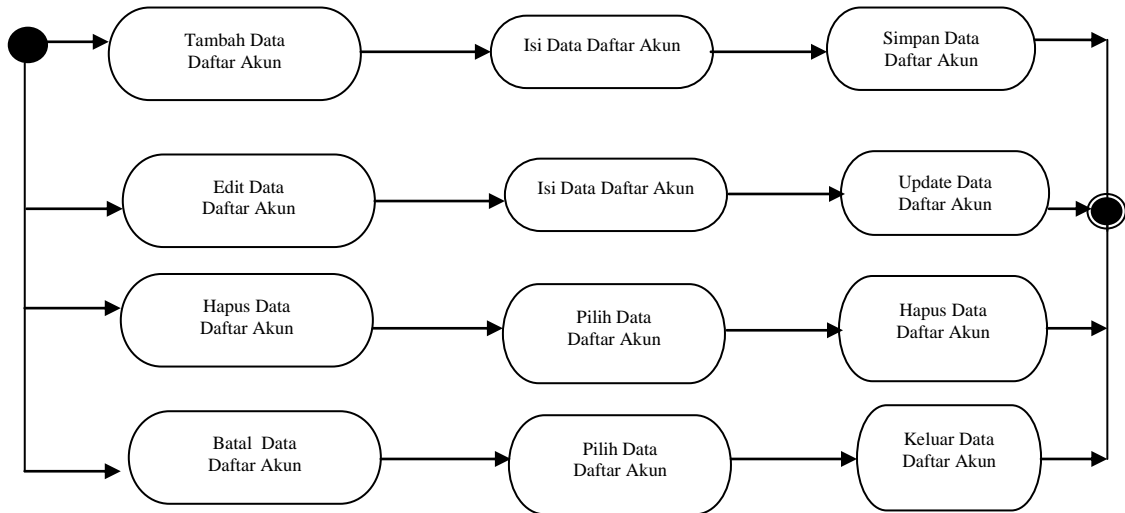 Tambah Data
Daftar Akun
Isi Data Daftar Akun
Simpan Data
Daftar Akun
Edit Data
Daftar Akun
Isi Data Daftar Akun
Update Data
Daftar Akun
Hapus Data
Daftar Akun
Pilih Data
Daftar Akun
Hapus Data
Daftar Akun
Batal Data
Daftar Akun
Pilih Data
Daftar Akun
Keluar Data
Daftar Akun